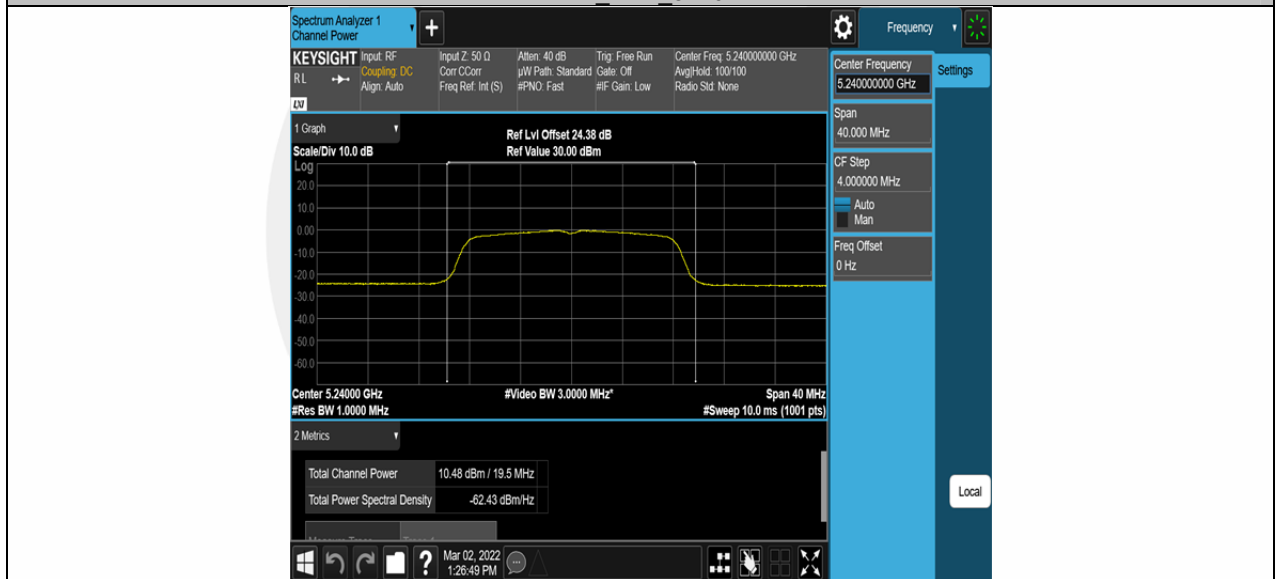 Spectrum Analyzer 1
Channel Power
+
Frequency
KEYSIGHT
Input: RF
Coupling: DC
Align: Auto
Input Z: 50 Ω
Corr CCorr
Freq Ref: Int (S)
Atten: 40 dB
µW Path: Standard
#PNO: Fast
Trig: Free Run
Gate: Off
#IF Gain: Low
Center Freq: 5.240000000 GHz
Avg|Hold: 100/100
Radio Std: None
R L
LXI
Center Frequency
5.240000000 GHz
Settings
Span
40.000 MHz
CF Step
4.000000 MHz
Auto
Man
Freq Offset
0 Hz
Local
1 Graph
Scale/Div 10.0 dB
Ref Lvl Offset 24.38 dB
Ref Value 30.00 dBm
Log
20.0
10.0
0.00
-10.0
-20.0
-30.0
-40.0
-50.0
-60.0
Center 5.24000 GHz
#Video BW 3.0000 MHz*
Span 40 MHz
#Res BW 1.0000 MHz
#Sweep 10.0 ms (1001 pts)
2 Metrics
Total Channel Power 10.48 dBm / 19.5 MHz
Total Power Spectral Density -62.43 dBm/Hz
?
Mar 02, 2022
1:26:49 PM